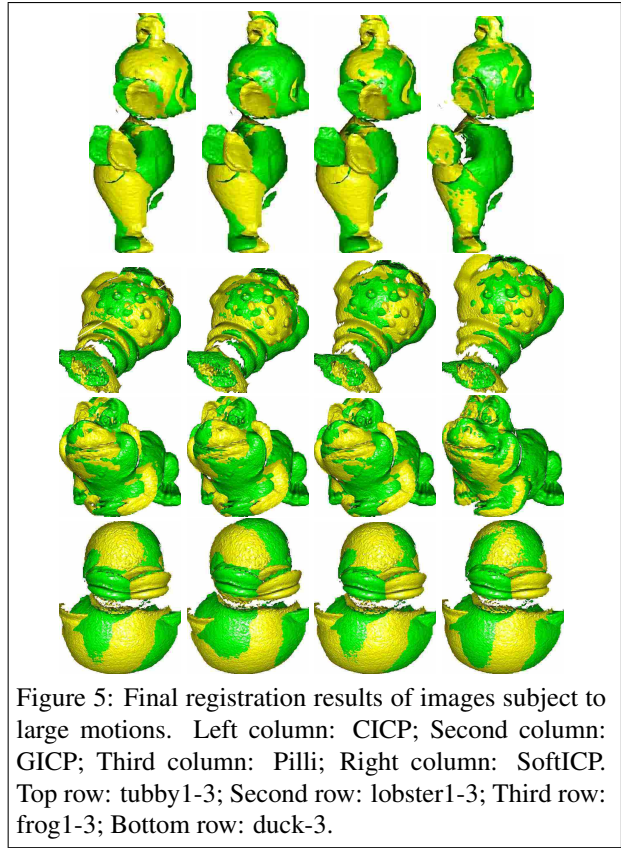 Figure 5: Final registration results of images subject to
large motions. Left column: CICP; Second column:
GICP; Third column: Pilli; Right column: SoftICP.
Top row: tubby1-3; Second row: lobster1-3; Third row:
frog1-3; Bottom row: duck-3.